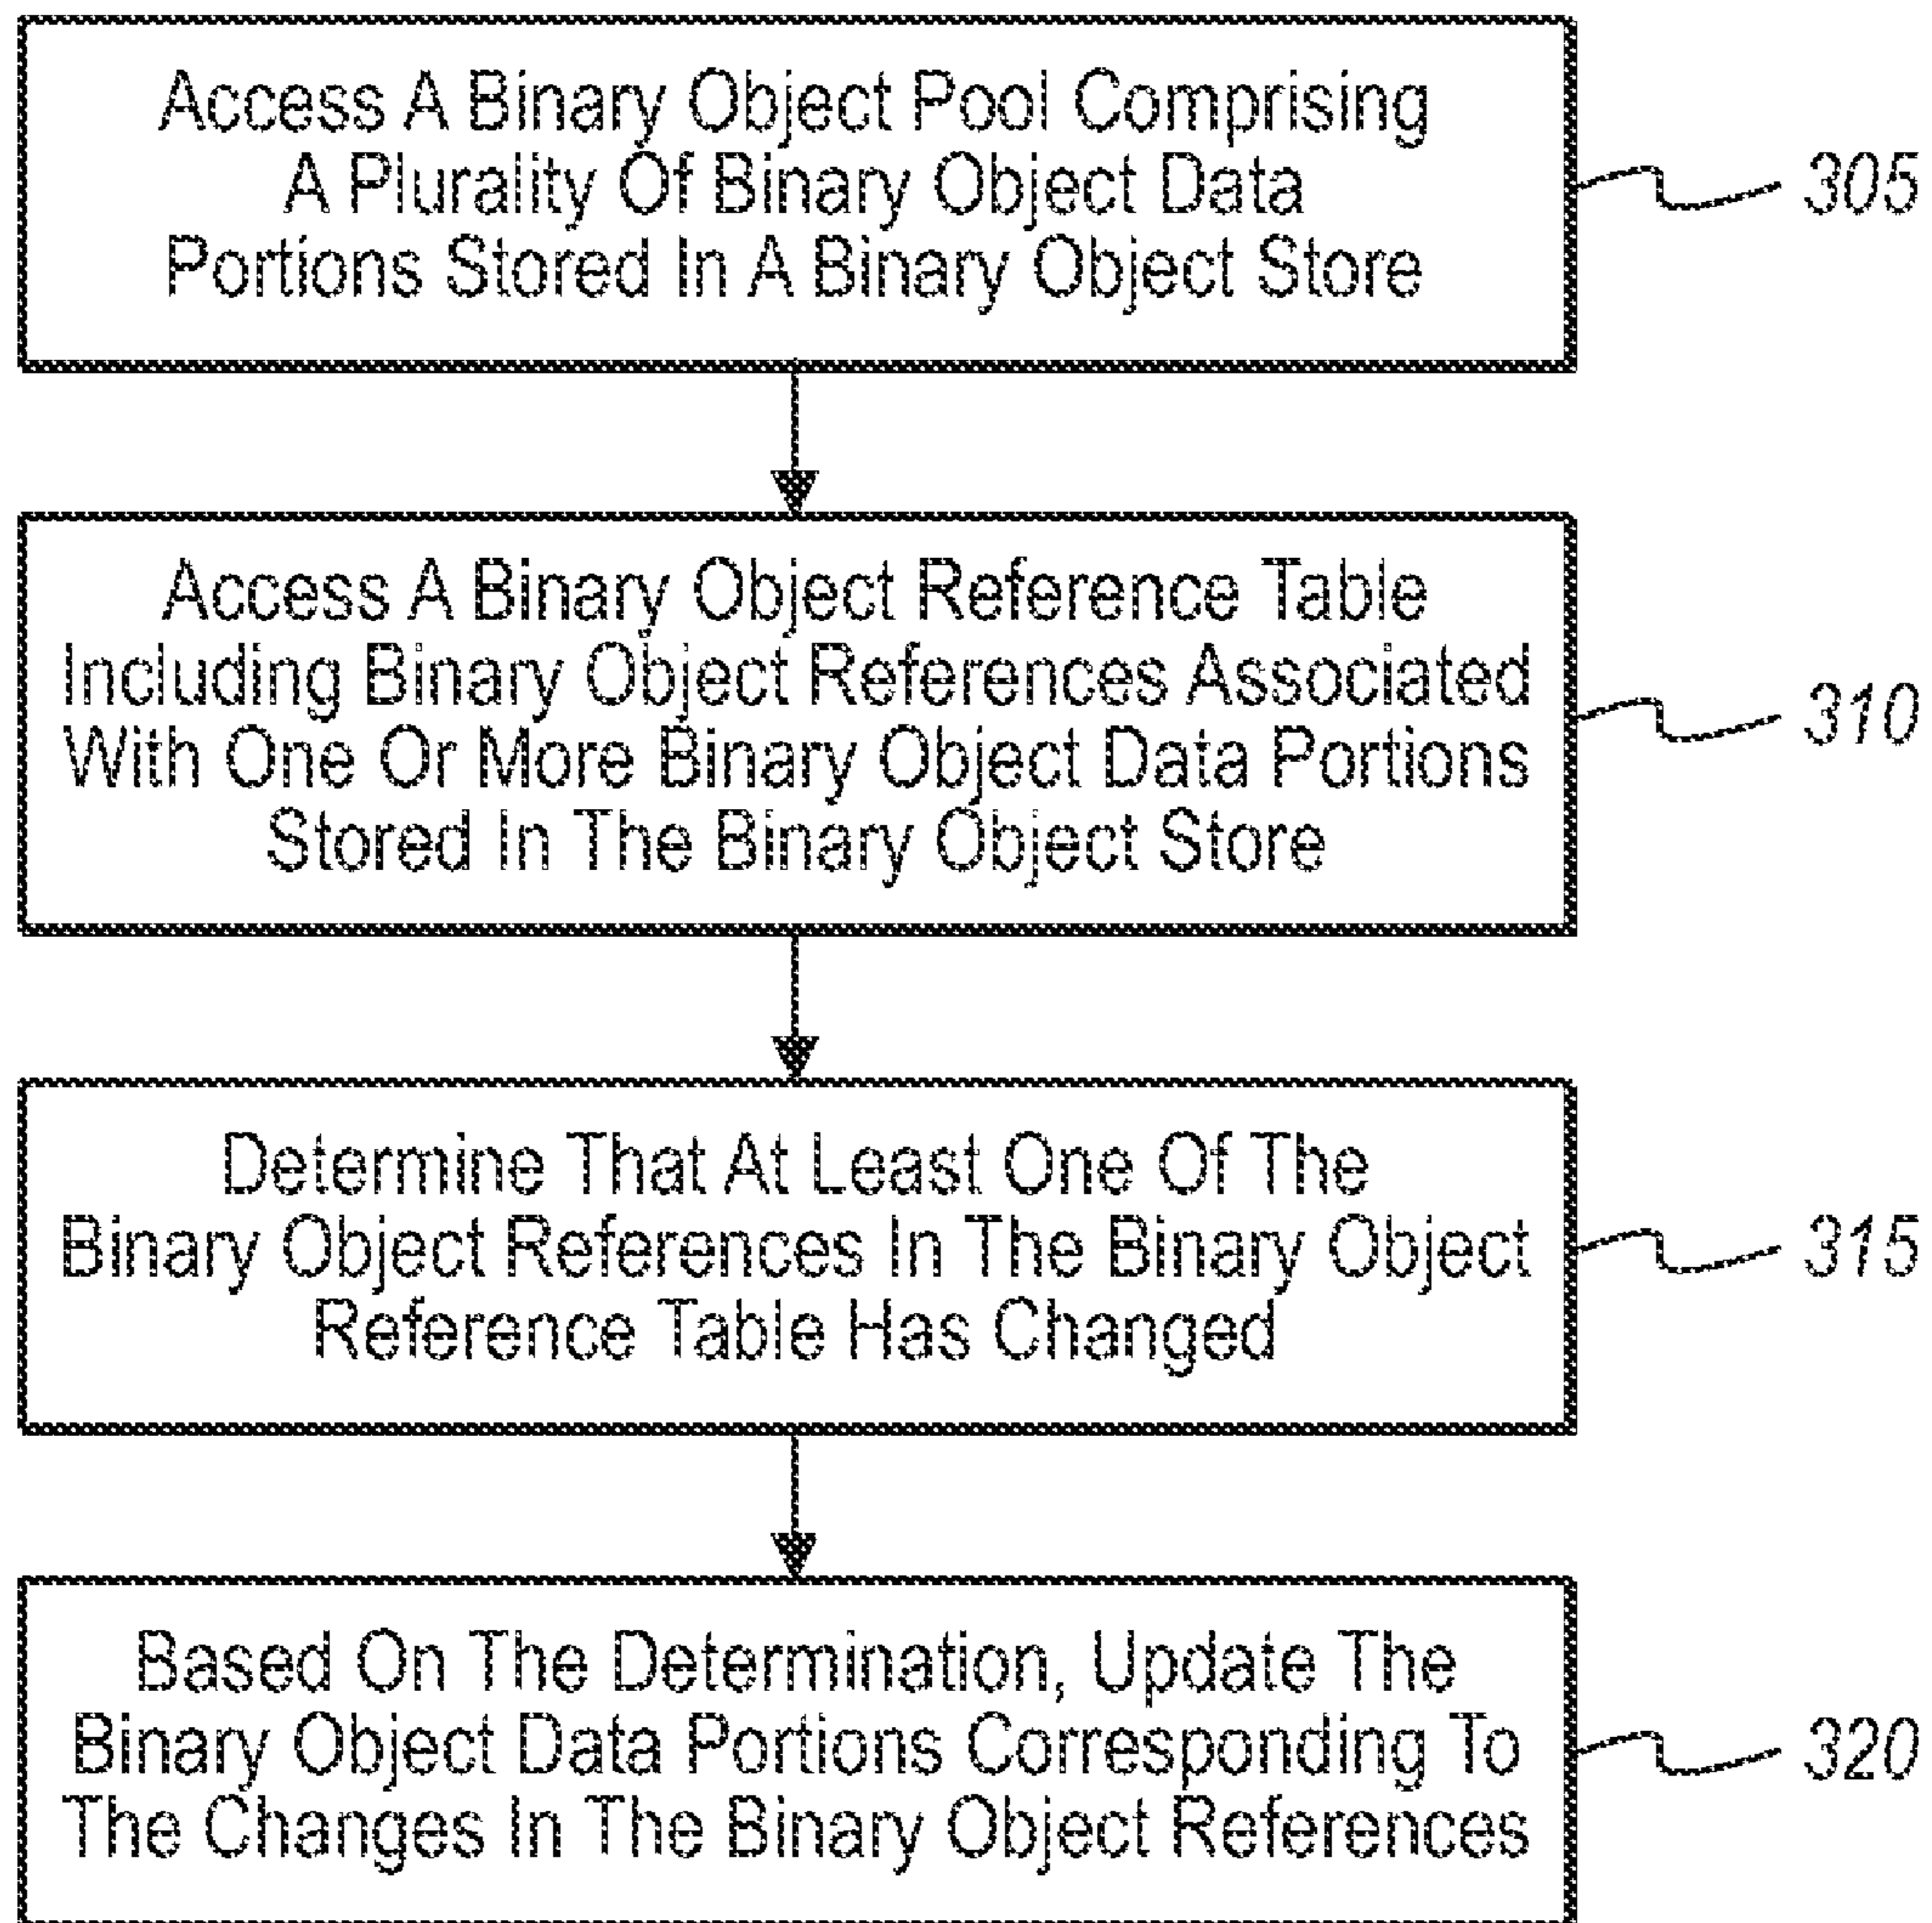 Access A Binary Object Pool Comprising
A Plurality Of Binary Object Data
Portions Stored In A Binary Object Store
305
Access A Binary Object Reference Table
Including Binary Object References Associated
With One Or More Binary Object Data Portions
Stored In The Binary Object Store
310
Determine That At Least One Of The
Binary Object References In The Binary Object
Reference Table Has Changed
315
Based On The Determination, Update The
Binary Object Data Portions Corresponding To
The Changes In The Binary Object References
320